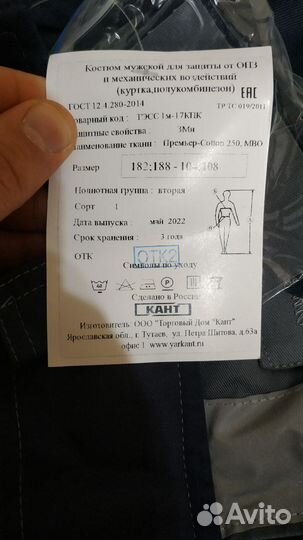 Костюм мужской для защиты от ОПЗ
и механических воздействий
(куртка,полукомбинезон)
ГОСТ 12.4.280-2014
ЕАС
ТР ТС 019/2011
товарный код : ТЭСС 1м-17КПК
защитные свойства : ЗМи
наименование ткани : Премьер-Cotton 250, МВО
Размер 182;188 - 104;108
Полнотная группа : вторая
Сорт 1
Дата выпуска : май 2022
Срок хранения : 3 года
ОТК ОТК2
Символы по уходу
Сделано в России
КАНТ
Изготовитель ООО "Торговый Дом "Кант"
Ярославская обл., г. Тутаев, ул. Петра Шитова, д.63а
офис 1 www.yarkant.ru
Avito